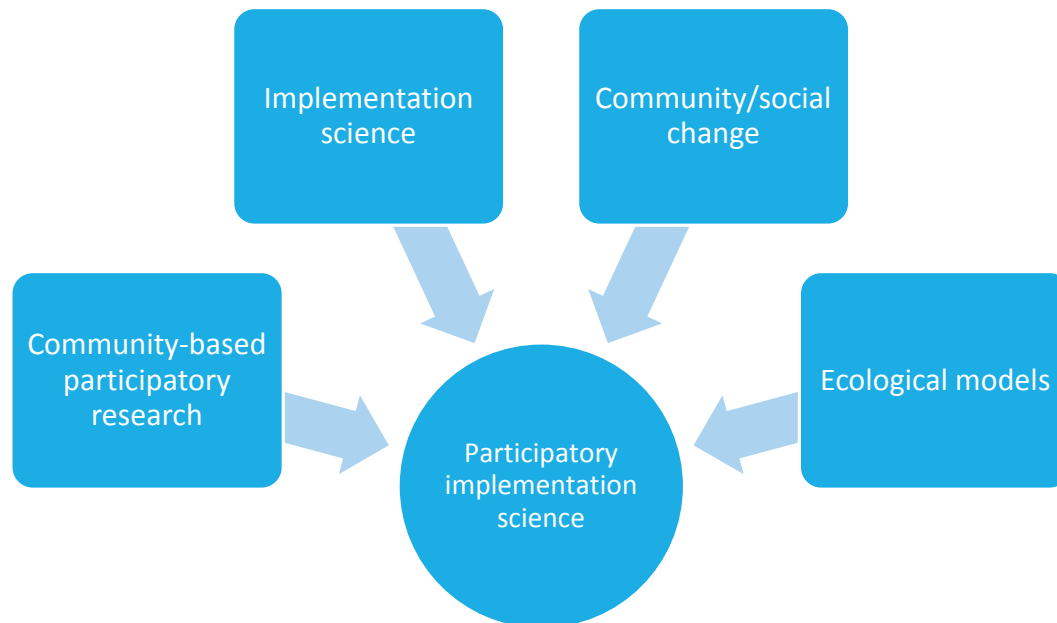 Implementation
science
Community/social
change
Community-based
participatory
research
Ecological models
Participatory
implementation
science